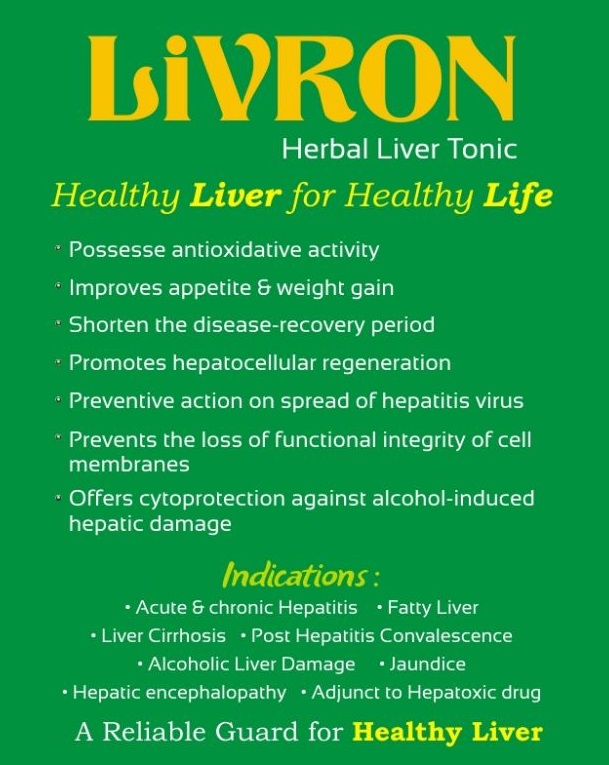 LiVRON
Herbal Liver Tonic
Healthy Liver for Healthy Life
• Possesse antioxidative activity
• Improves appetite & weight gain
• Shorten the disease-recovery period
• Promotes hepatocellular regeneration
• Preventive action on spread of hepatitis virus
• Prevents the loss of functional integrity of cell
membranes
• Offers cytoprotection against alcohol-induced
hepatic damage
Indications :
• Acute & chronic Hepatitis • Fatty Liver
• Liver Cirrhosis • Post Hepatitis Convalescence
• Alcoholic Liver Damage • Jaundice
• Hepatic encephalopathy • Adjunct to Hepatoxic drug
A Reliable Guard for Healthy Liver